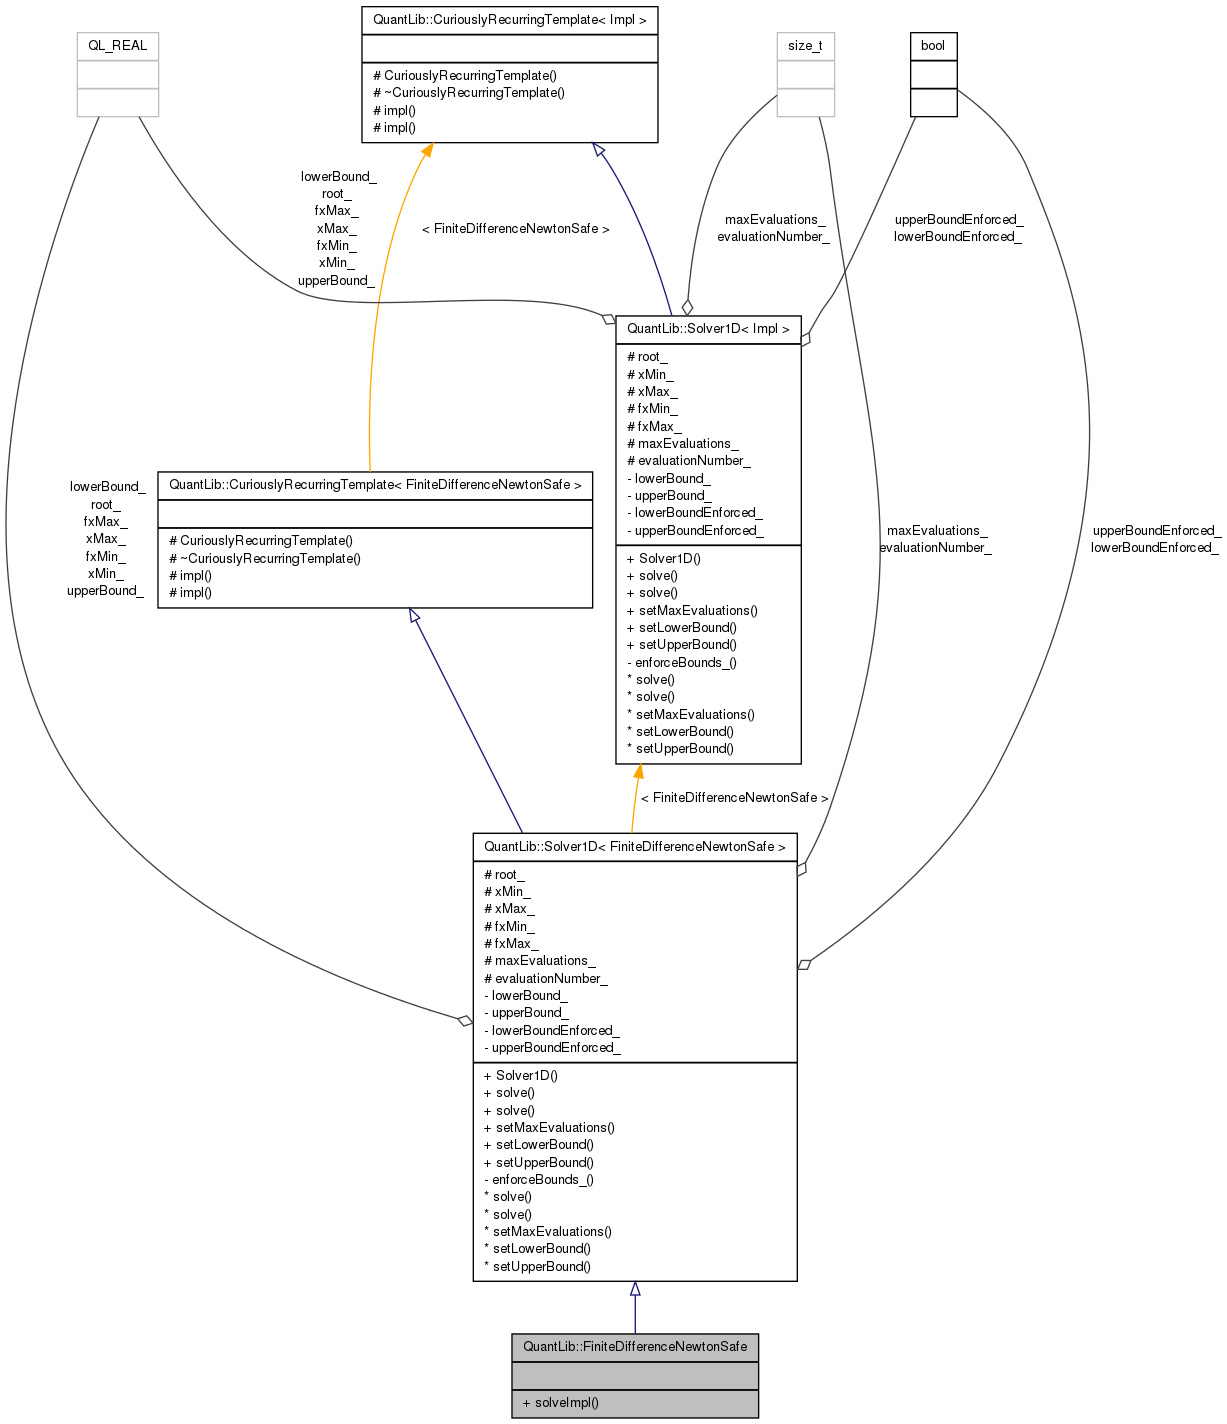 QuantLib::CuriouslyRecurringTemplate< Impl >
# CuriouslyRecurringTemplate()
# ~CuriouslyRecurringTemplate()
# impl()
# impl()
QL_REAL
size_t
bool
lowerBound_
root_
fxMax_
xMax_
fxMin_
xMin_
upperBound_
< FiniteDifferenceNewtonSafe >
maxEvaluations_
evaluationNumber_
upperBoundEnforced_
lowerBoundEnforced_
QuantLib::Solver1D< Impl >
# root_
# xMin_
# xMax_
# fxMin_
# fxMax_
# maxEvaluations_
# evaluationNumber_
- lowerBound_
- upperBound_
- lowerBoundEnforced_
- upperBoundEnforced_
+ Solver1D()
+ solve()
+ solve()
+ setMaxEvaluations()
+ setLowerBound()
+ setUpperBound()
- enforceBounds_()
* solve()
* solve()
* setMaxEvaluations()
* setLowerBound()
* setUpperBound()
QuantLib::CuriouslyRecurringTemplate< FiniteDifferenceNewtonSafe >
# CuriouslyRecurringTemplate()
# ~CuriouslyRecurringTemplate()
# impl()
# impl()
lowerBound_
root_
fxMax_
xMax_
fxMin_
xMin_
upperBound_
maxEvaluations_
evaluationNumber_
upperBoundEnforced_
lowerBoundEnforced_
< FiniteDifferenceNewtonSafe >
QuantLib::Solver1D< FiniteDifferenceNewtonSafe >
# root_
# xMin_
# xMax_
# fxMin_
# fxMax_
# maxEvaluations_
# evaluationNumber_
- lowerBound_
- upperBound_
- lowerBoundEnforced_
- upperBoundEnforced_
+ Solver1D()
+ solve()
+ solve()
+ setMaxEvaluations()
+ setLowerBound()
+ setUpperBound()
- enforceBounds_()
* solve()
* solve()
* setMaxEvaluations()
* setLowerBound()
* setUpperBound()
QuantLib::FiniteDifferenceNewtonSafe
+ solveImpl()